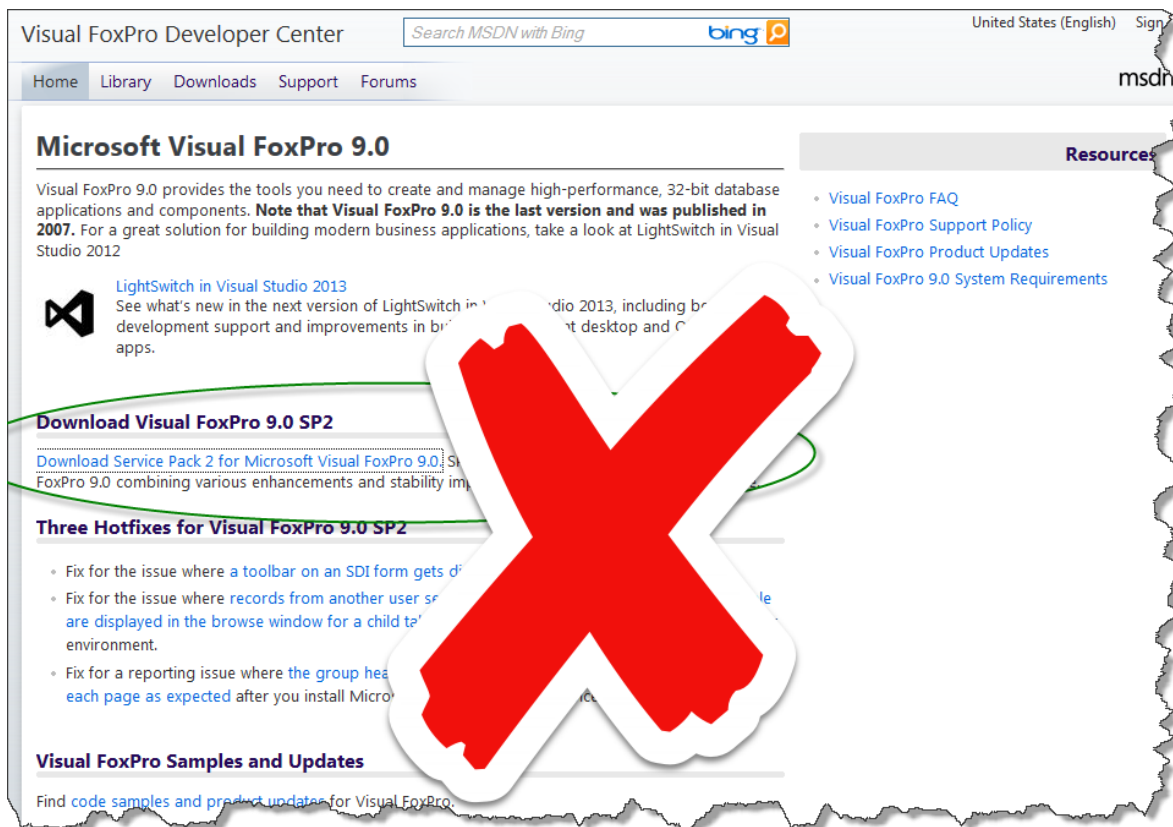 Visual FoxPro Developer Center
Search MSDN with Bing
bing
United States (English) Sign
Home Library Downloads Support Forums
msdn
Microsoft Visual FoxPro 9.0
Visual FoxPro 9.0 provides the tools you need to create and manage high-performance, 32-bit database
applications and components. Note that Visual FoxPro 9.0 is the last version and was published in
2007. For a great solution for building modern business applications, take a look at LightSwitch in Visual
Studio 2012
LightSwitch in Visual Studio 2013
See what's new in the next version of LightSwitch in dio 2013, including
development support and improvements in desktop and
apps.
Download Visual FoxPro 9.0 SP2
Download Service Pack 2 for Microsoft Visual FoxPro 9.0.
FoxPro 9.0 combining various enhancements and stability
Three Hotfixes for Visual FoxPro 9.0 SP2
Fix for the issue where a toolbar on an SDI form gets
Fix for the issue where records from another user
are displayed in the browse window for a child
environment.
Fix for a reporting issue where the group
each page as expected after you install
Visual FoxPro Samples and Updates
Find code samples and product updates for Visual FoxPro.
Resources
Visual FoxPro FAQ
Visual FoxPro Support Policy
Visual FoxPro Product Updates
Visual FoxPro 9.0 System Requirements